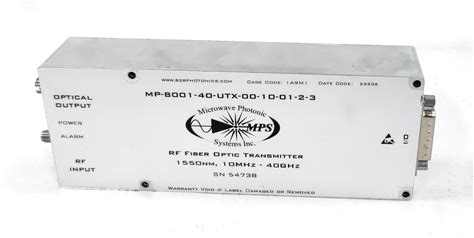 www.b2bphotonics.com Cage Code: 1A9M1 Date Code: 23236
MP-8001-40-UTX-00-10-01-2-3
OPTICAL
OUTPUT
POWER
ALARM
RF
INPUT
Microwave Photonic
MPS
Systems Inc.
RF Fiber Optic Transmitter
1550nm, 10MHz - 40GHz
SN 54738
I/O
Warranty Void if Label Damaged or Removed